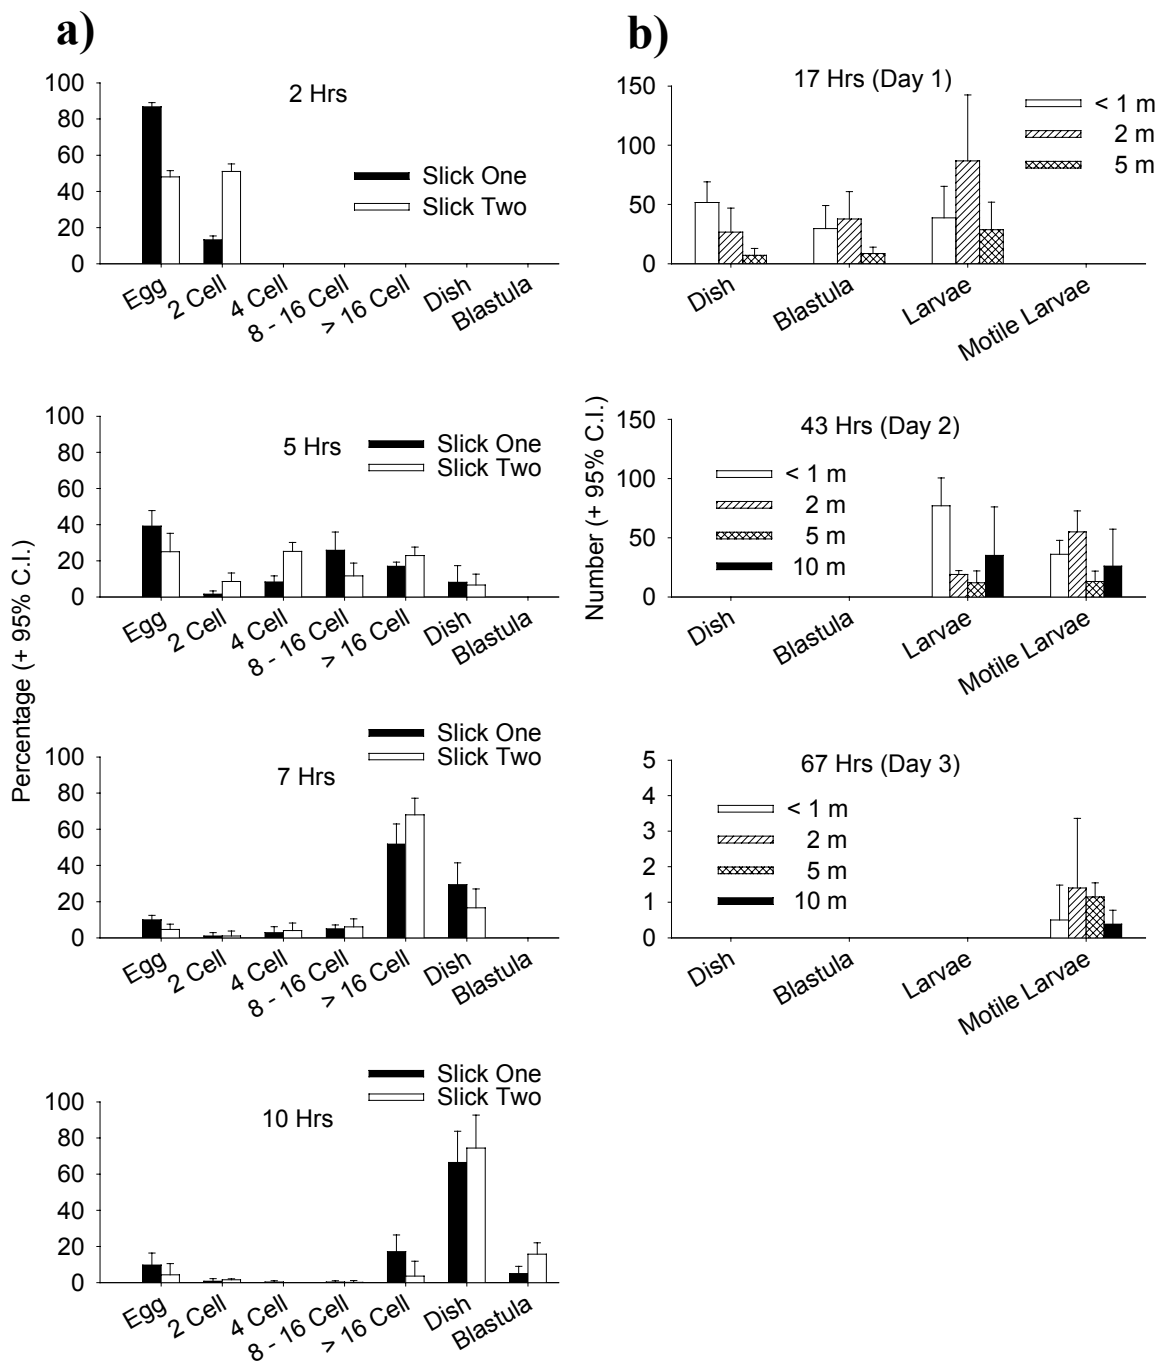 a)
Percentage (+ 95% C.I.)
2 Hrs
Slick One
Slick Two
100
80
60
40
20
0
Egg
2 Cell
4 Cell
8 - 16 Cell
> 16 Cell
Dish
Blastula
5 Hrs
Slick One
Slick Two
100
80
60
40
20
0
Egg
2 Cell
4 Cell
8 - 16 Cell
> 16 Cell
Dish
Blastula
7 Hrs
Slick One
Slick Two
100
80
60
40
20
0
Egg
2 Cell
4 Cell
8 - 16 Cell
> 16 Cell
Dish
Blastula
10 Hrs
Slick One
Slick Two
100
80
60
40
20
0
Egg
2 Cell
4 Cell
8 - 16 Cell
> 16 Cell
Dish
Blastula
b)
Number (+ 95% C.I.)
17 Hrs (Day 1)
< 1 m
2 m
5 m
150
100
50
0
Dish
Blastula
Larvae
Motile Larvae
43 Hrs (Day 2)
< 1 m
2 m
5 m
10 m
150
100
50
0
Dish
Blastula
Larvae
Motile Larvae
67 Hrs (Day 3)
< 1 m
2 m
5 m
10 m
5
4
3
2
1
0
Dish
Blastula
Larvae
Motile Larvae